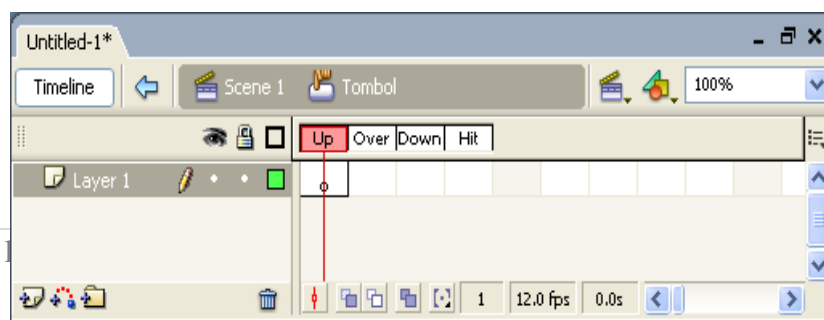 Untitled-1*
Timeline Scene 1 Tombol 100%
Up Over Down Hit
Layer 1
1 12.0 fps 0.0s